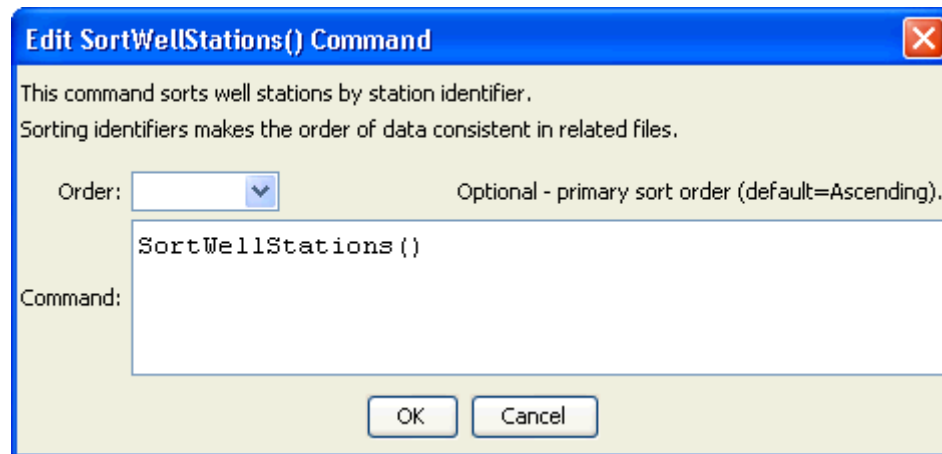 Edit SortWellStations() Command
This command sorts well stations by station identifier.
Sorting identifiers makes the order of data consistent in related files.
Order: Optional - primary sort order (default=Ascending).
SortWellStations()
Command:
OK Cancel